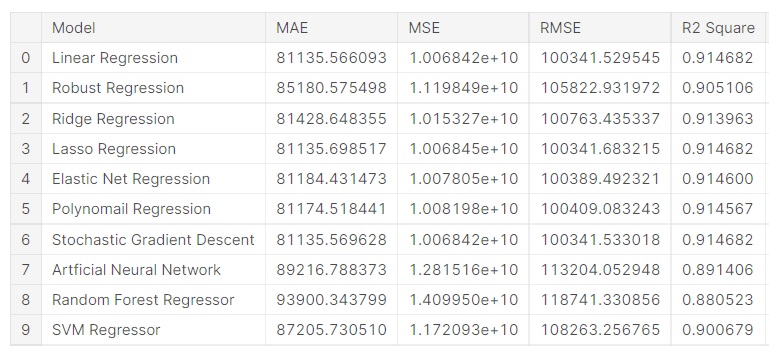 Model MAE MSE RMSE R2 Square
0 Linear Regression 81135.566093 1.006842e+10 100341.529545 0.914682
1 Robust Regression 85180.575498 1.119849e+10 105822.931972 0.905106
2 Ridge Regression 81428.648355 1.015327e+10 100763.435337 0.913963
3 Lasso Regression 81135.698517 1.006845e+10 100341.683215 0.914682
4 Elastic Net Regression 81184.431473 1.007805e+10 100389.492321 0.914600
5 Polynomail Regression 81174.518441 1.008198e+10 100409.083243 0.914567
6 Stochastic Gradient Descent 81135.569628 1.006842e+10 100341.533018 0.914682
7 Artficial Neural Network 89216.788373 1.281516e+10 113204.052948 0.891406
8 Random Forest Regressor 93900.343799 1.409950e+10 118741.330856 0.880523
9 SVM Regressor 87205.730510 1.172093e+10 108263.256765 0.900679